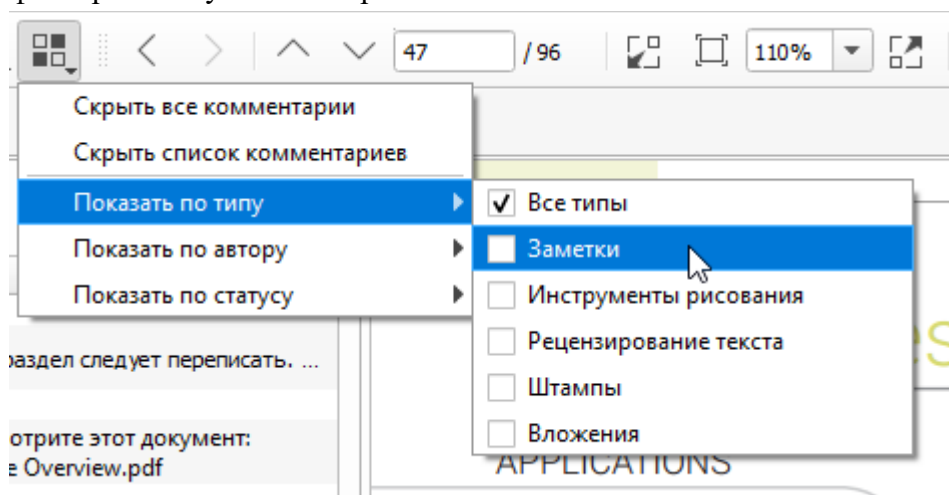 47 / 96 110%
Скрыть все комментарии
Скрыть список комментариев
Показать по типу
Показать по автору
Показать по статусу
Все типы
Заметки
Инструменты рисования
Рецензирование текста
Штампы
Вложения
раздел следует переписать. ...
отрите этот документ:
e Overview.pdf
APPLICATIONS